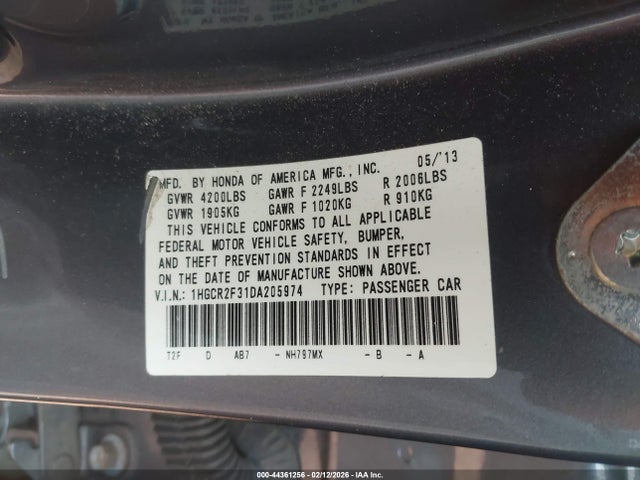 MFD. BY HONDA OF AMERICA MFG., INC. 05/'13
GVWR 4200LBS GAWR F 2249LBS R 2006LBS
GVWR 1905KG GAWR F 1020KG R 910KG
THIS VEHICLE CONFORMS TO ALL APPLICABLE
FEDERAL MOTOR VEHICLE SAFETY, BUMPER,
AND THEFT PREVENTION STANDARDS IN EFFECT
ON THE DATE OF MANUFACTURE SHOWN ABOVE.
V.I.N.: 1HGCR2F31DA205974 TYPE: PASSENGER CAR
T2F D AB7 - NH797MX - B - A
000-44361256 - 02/12/2026 - IAA Inc.